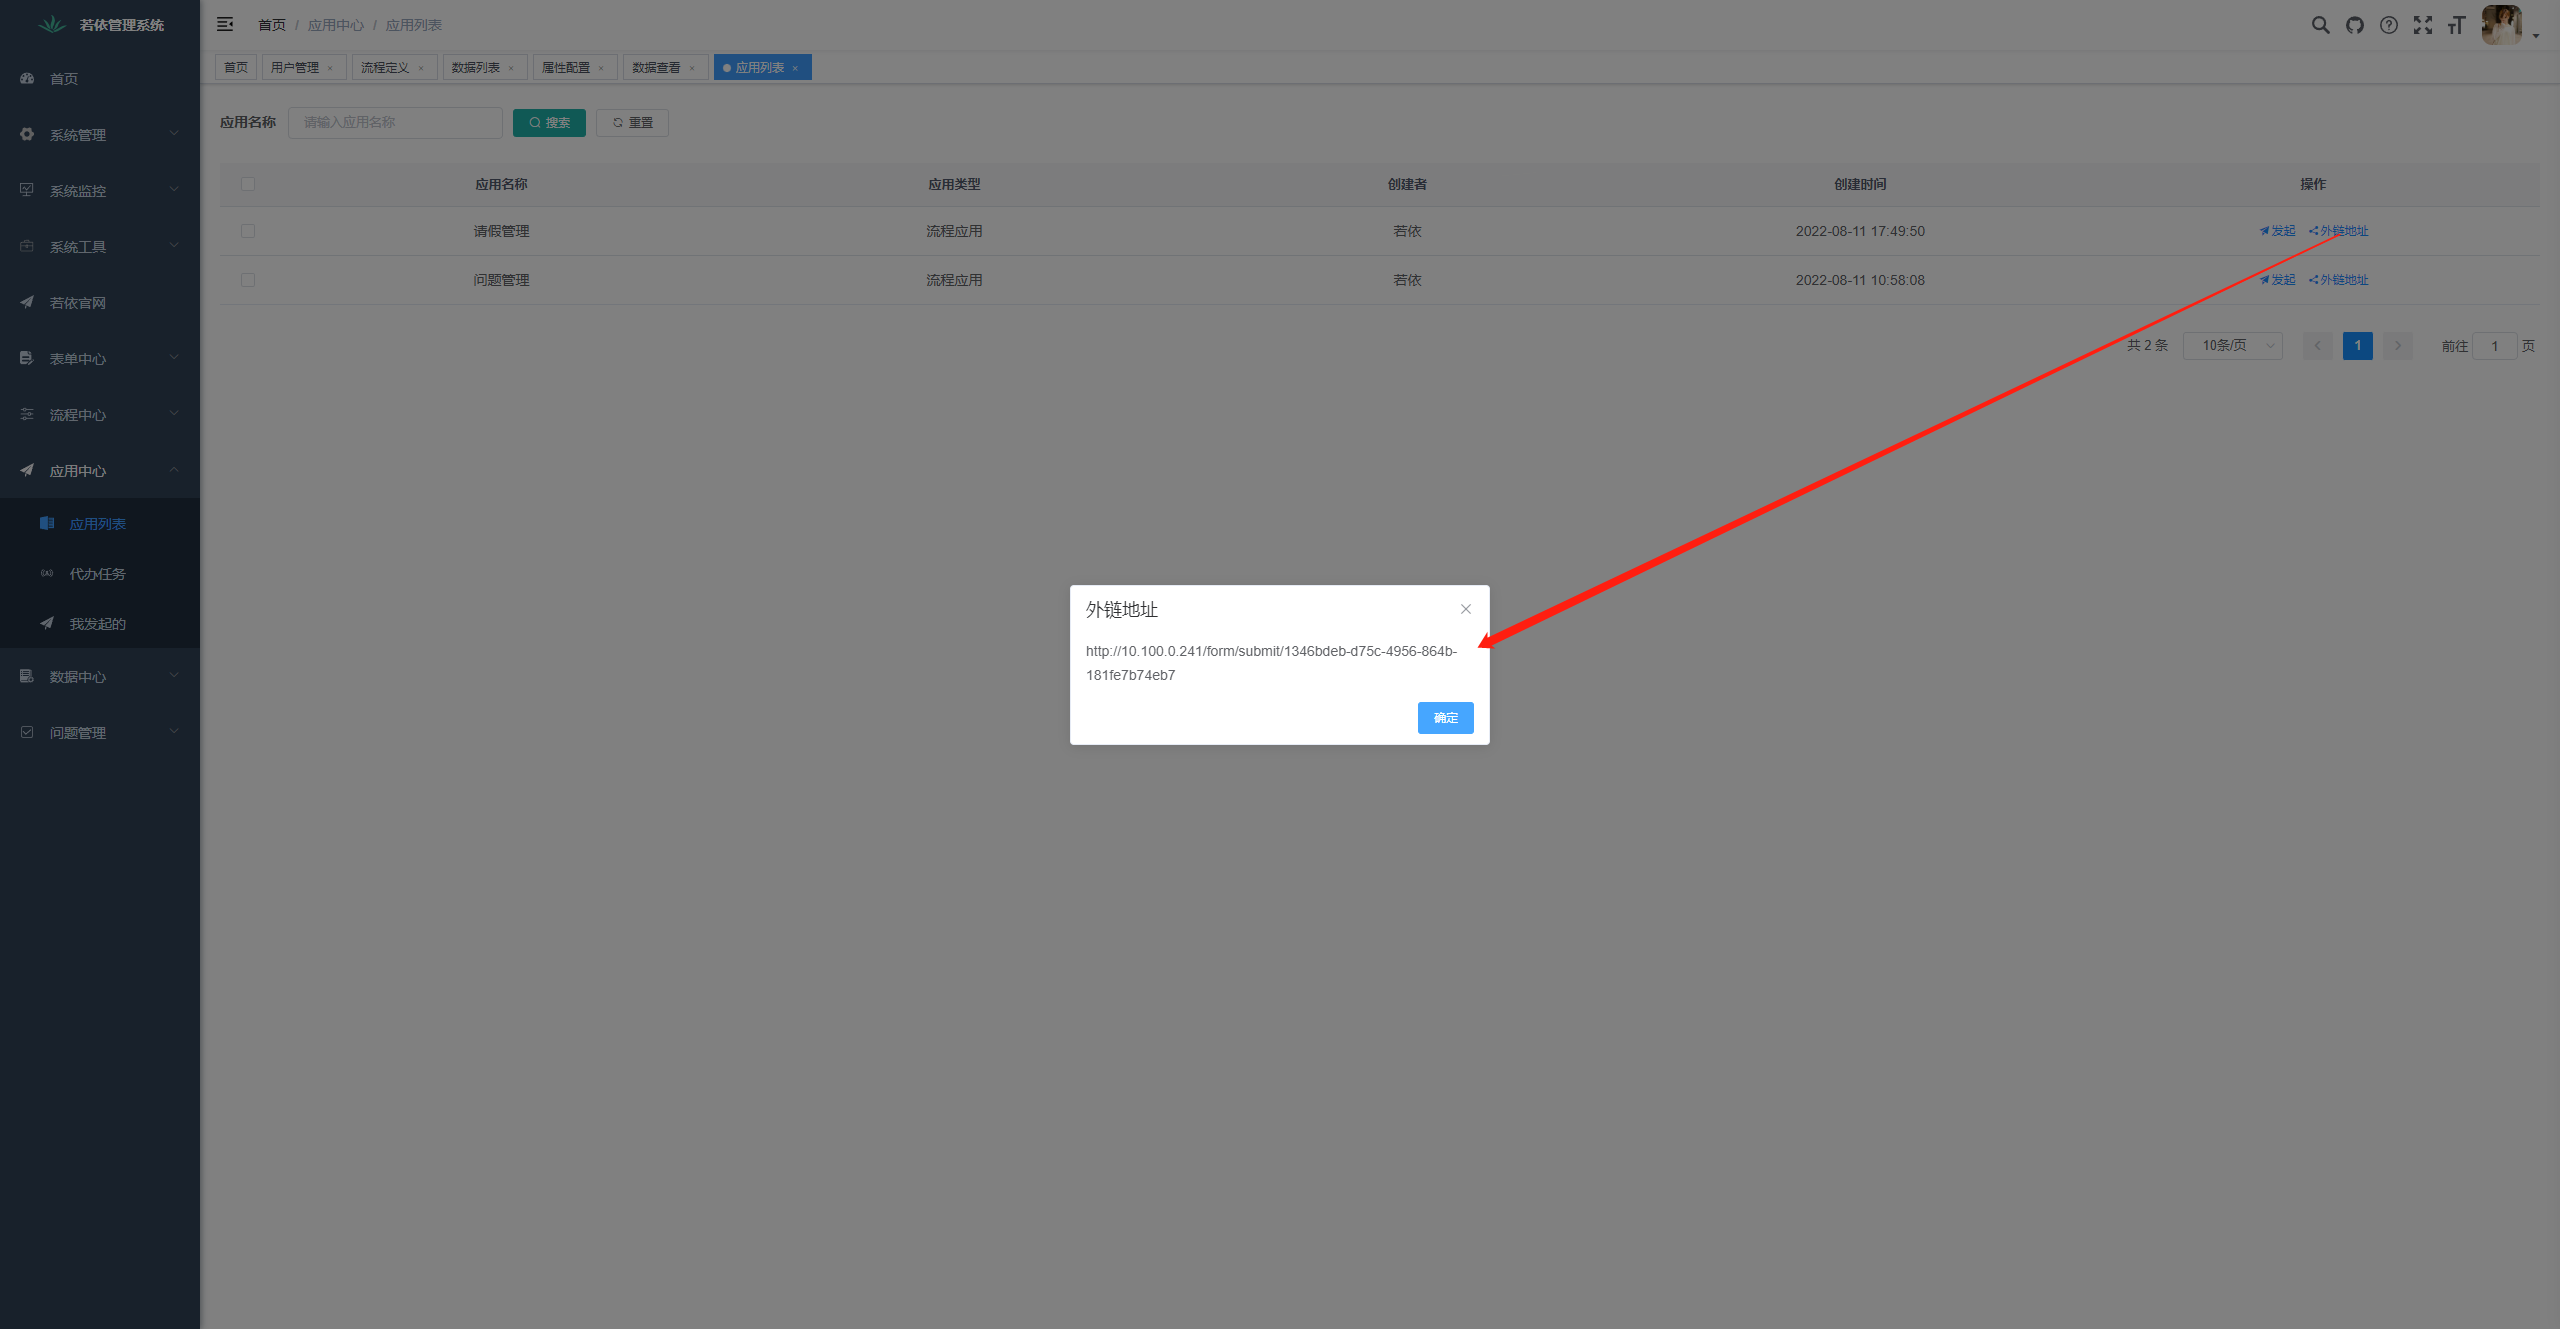 若依管理系统
首页
系统管理
系统监控
系统工具
若依官网
表单中心
流程中心
应用中心
应用列表
代办任务
我发起的
数据中心
问题管理
首页 / 应用中心 / 应用列表
首页 用户管理 × 流程定义 × 数据列表 × 属性配置 × 数据查看 × 应用列表 ×
应用名称 请输入应用名称 搜索 重置
应用名称 应用类型 创建者 创建时间 操作
请假管理 流程应用 若依 2022-08-11 17:49:50 发起 外链地址
问题管理 流程应用 若依 2022-08-11 10:58:08 发起 外链地址
共 2 条 10条/页 1 前往 1 页
外链地址
http://10.100.0.241/form/submit/1346bdeb-d75c-4956-864b-
181fe7b74eb7
确定